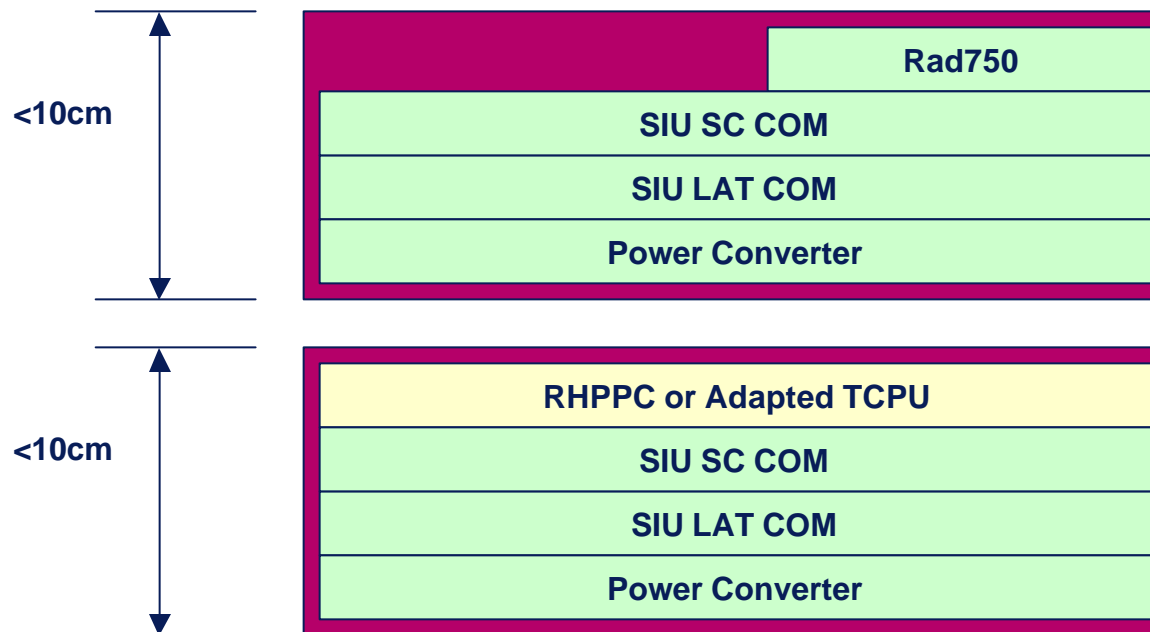 Rad750
<10cm
SIU SC COM
SIU LAT COM
Power Converter
RHPPC or Adapted TCPU
<10cm
SIU SC COM
SIU LAT COM
Power Converter